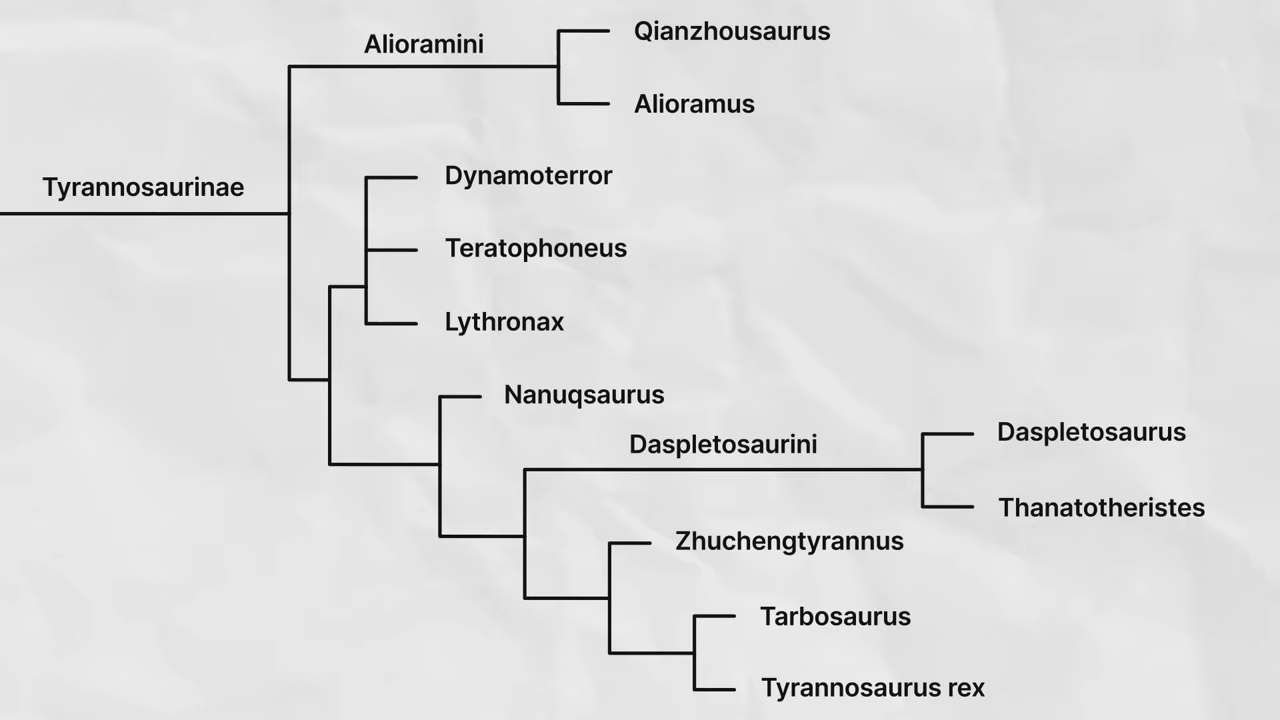 Qianzhousaurus
Alioramini
Alioramus
Dynamoterror
Tyrannosaurinae
Teratophoneus
Lythronax
Nanuqsaurus
Daspletosaurus
Daspletosaurini
Thanatotheristes
Zhuchengtyrannus
Tarbosaurus
Tyrannosaurus rex